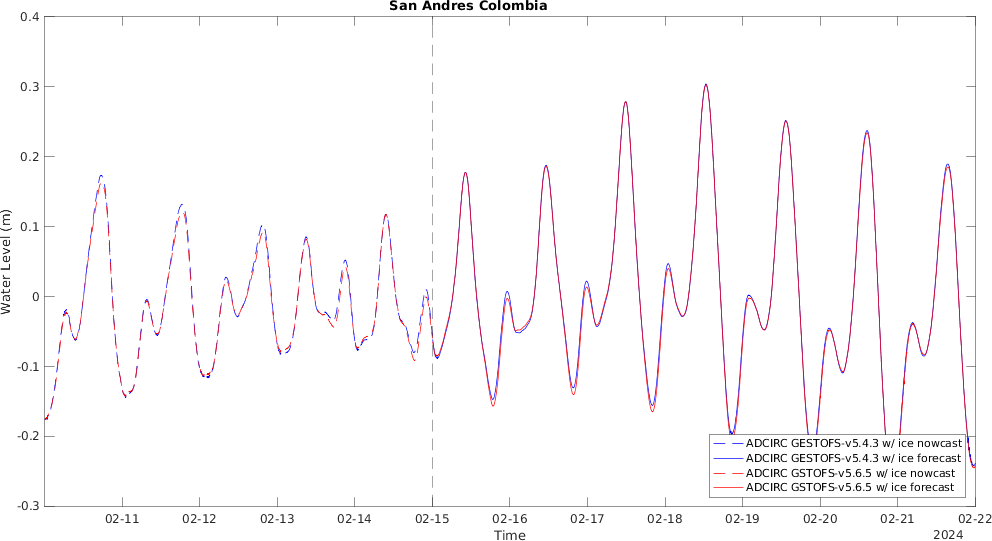 San Andres Colombia
0.4
0.3
0.2
0.1
0
-0.1
-0.2
-0.3
Water Level (m)
ADCIRC GESTOFS-v5.4.3 w/ ice nowcast
ADCIRC GESTOFS-v5.4.3 w/ ice forecast
ADCIRC GSTOFS-v5.6.5 w/ ice nowcast
ADCIRC GSTOFS-v5.6.5 w/ ice forecast
02-11 02-12 02-13 02-14 02-15 02-16 02-17 02-18 02-19 02-20 02-21 02-22
Time
2024